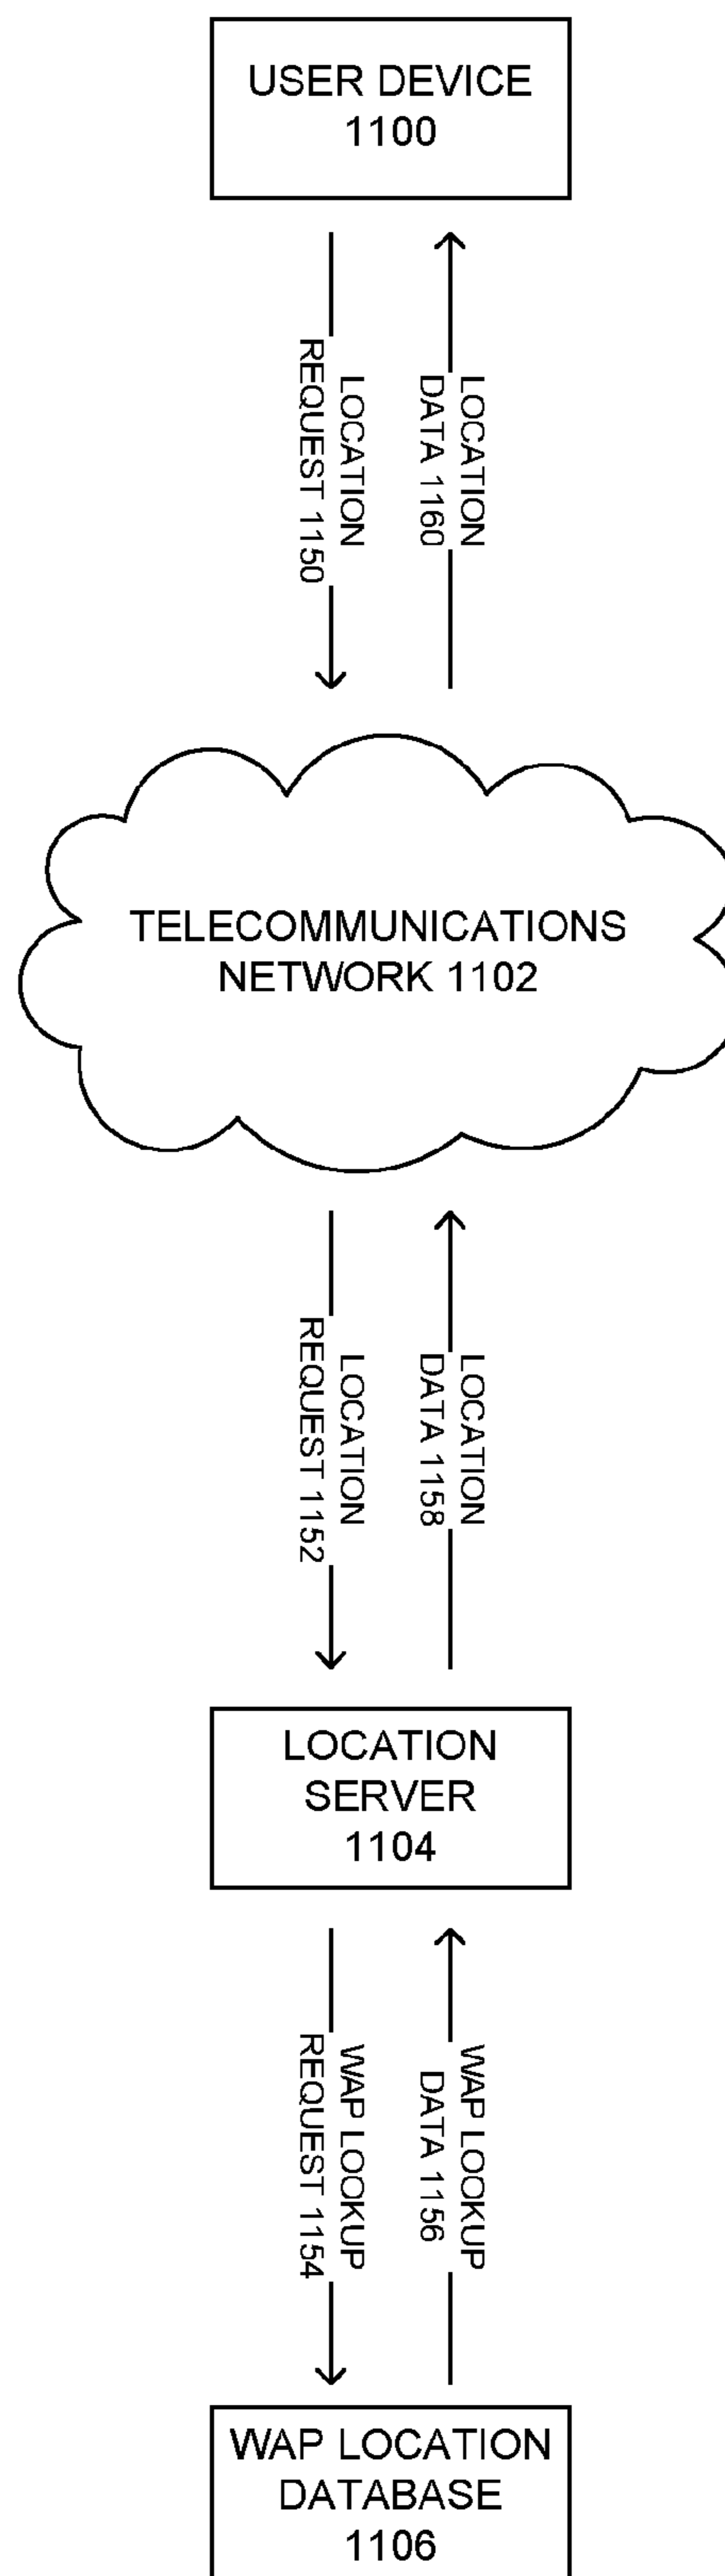 USER DEVICE
1100
LOCATION
REQUEST 1150
LOCATION
DATA 1160
TELECOMMUNICATIONS
NETWORK 1102
LOCATION
REQUEST 1152
LOCATION
DATA 1158
LOCATION
SERVER
1104
WAP LOOKUP
REQUEST 1154
WAP LOOKUP
DATA 1156
WAP LOCATION
DATABASE
1106